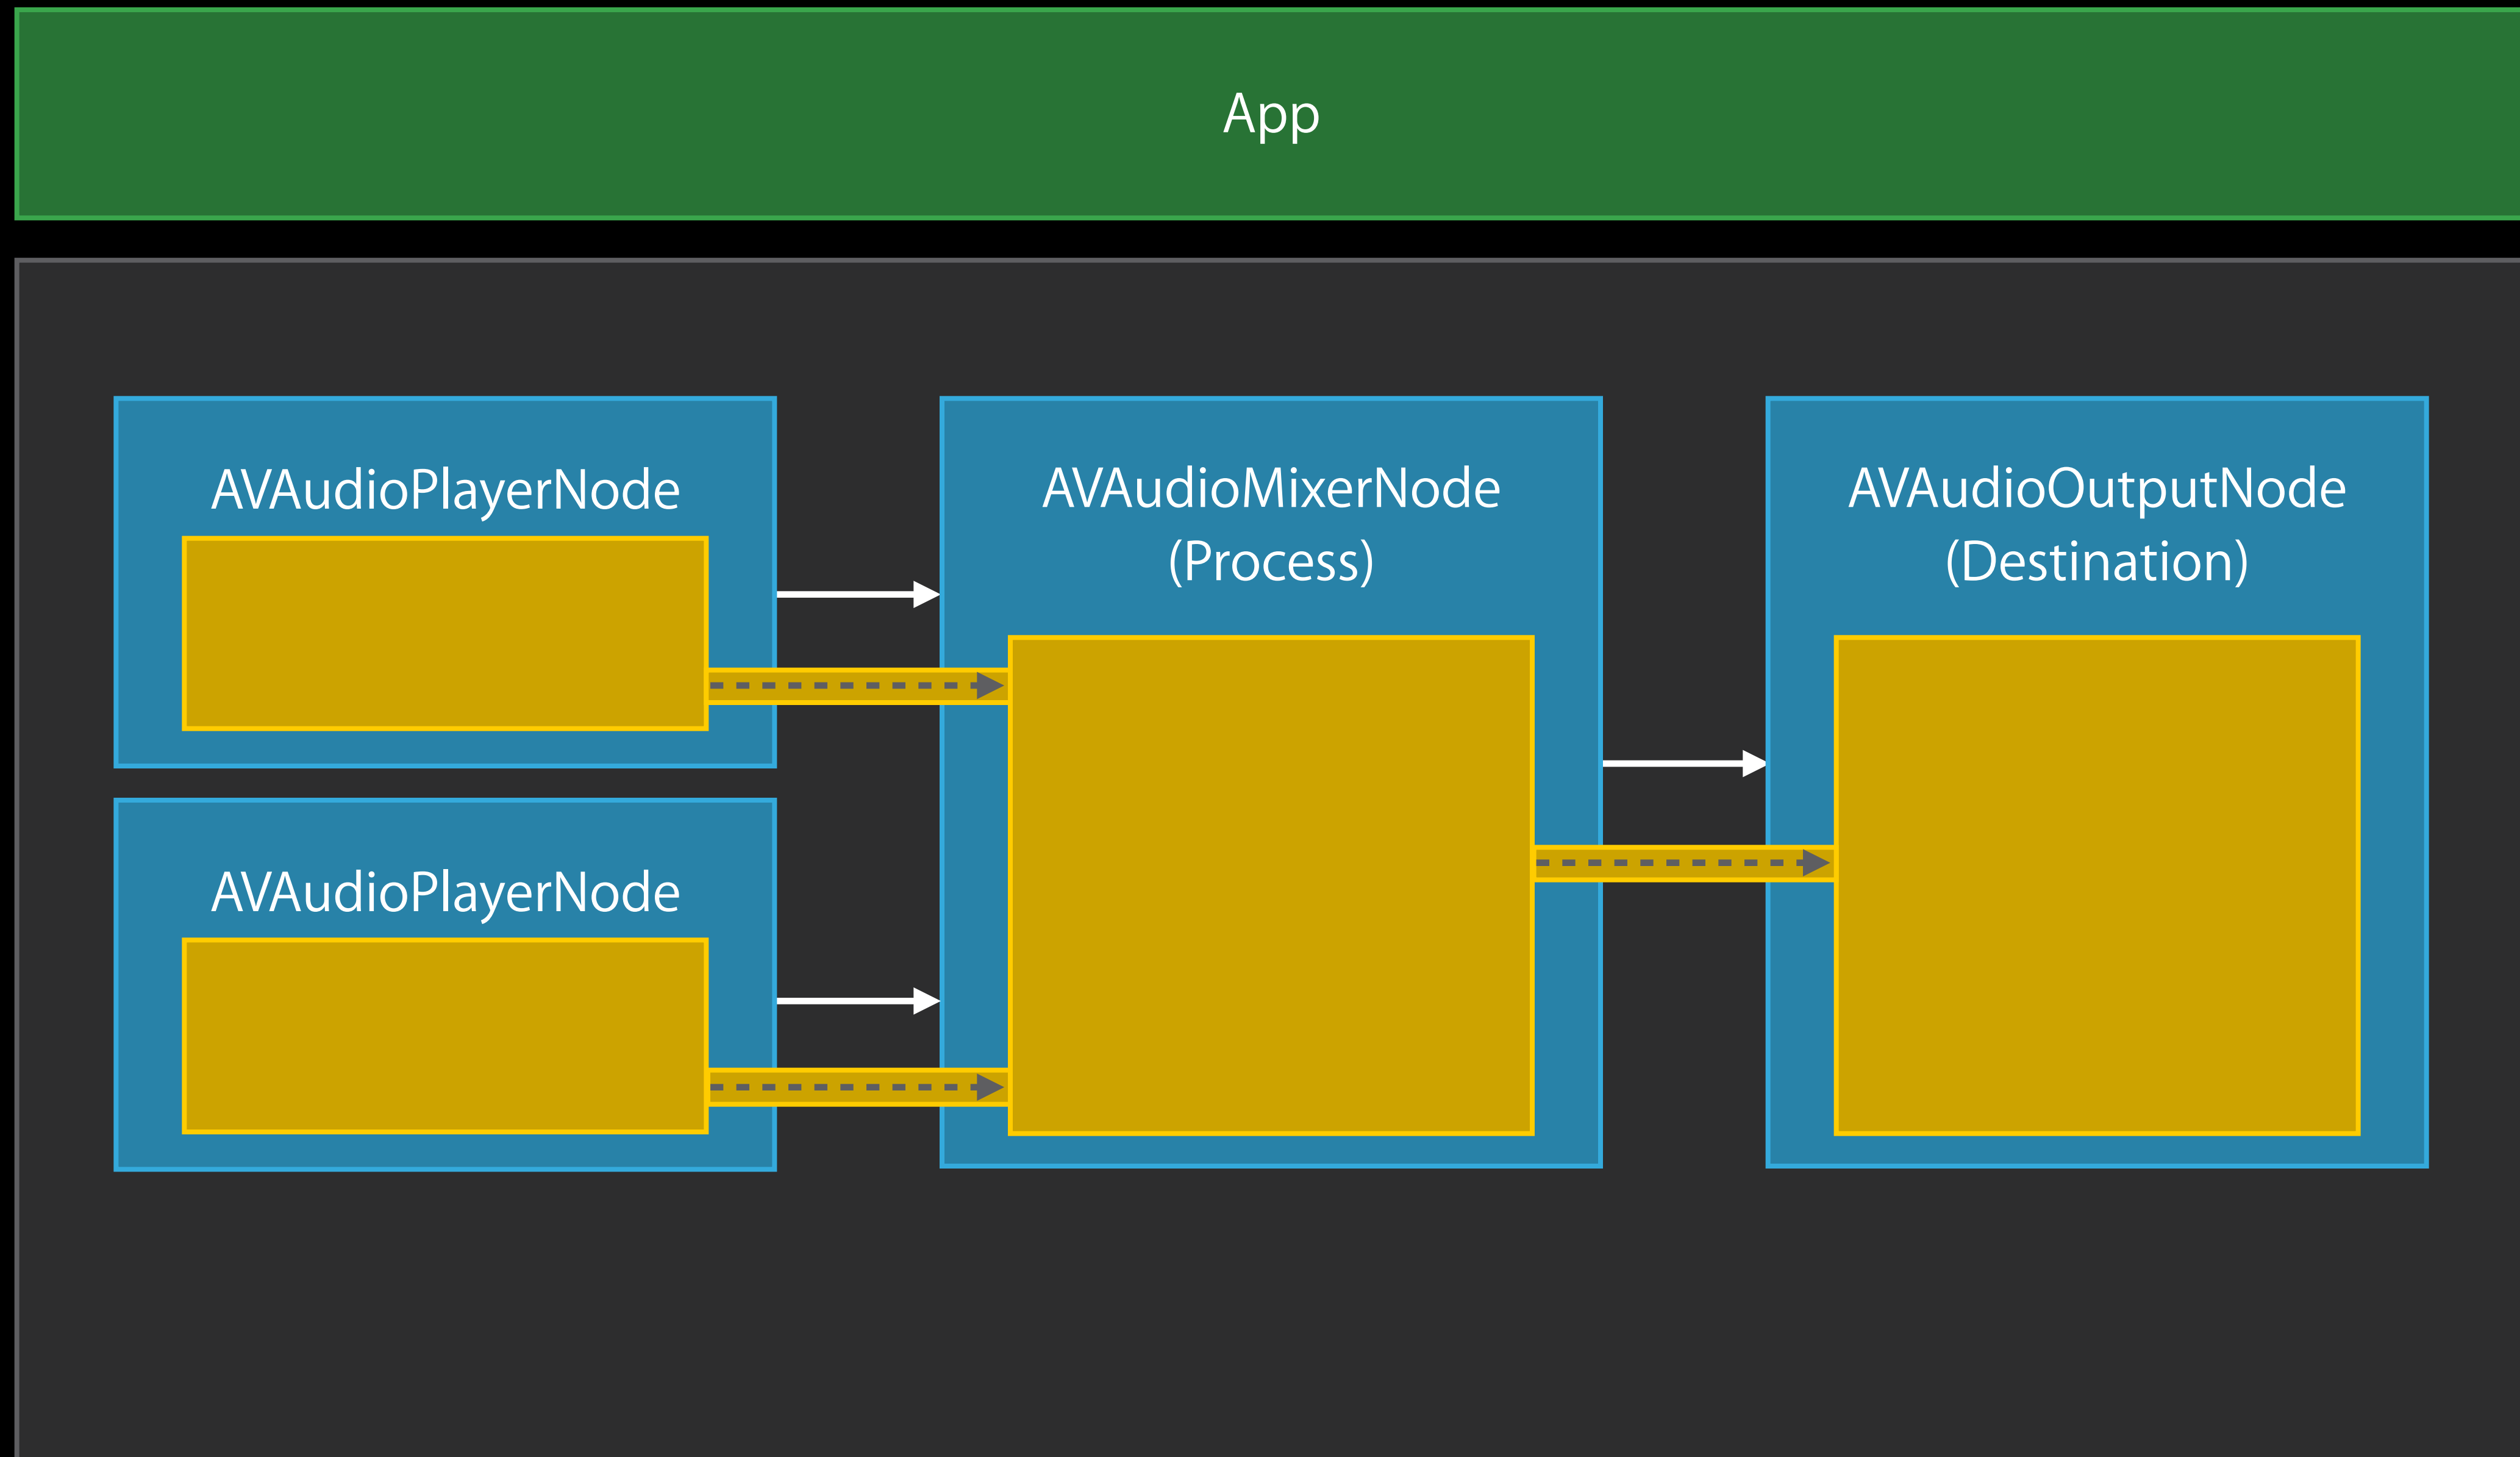 App
AVAudioPlayerNode
AVAudioMixerNode
(Process)
AVAudioOutputNode
(Destination)
AVAudioPlayerNode